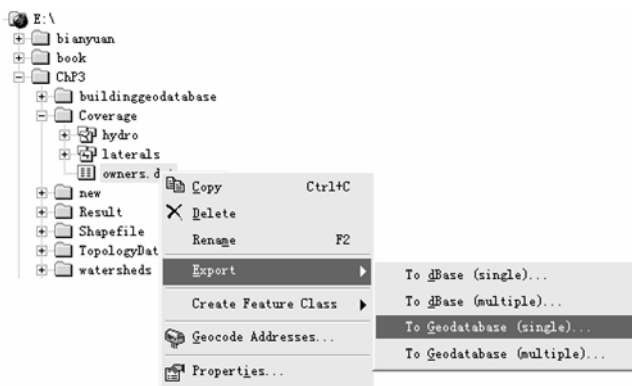 E:\
bianyuan
book
ChP3
buildinggeodatabase
Coverage
hydro
laterals
owners.d
new
Result
Shapefile
TopologyDat
watersheds
Copy Ctrl+C
Delete
Rename F2
Export
Create Feature Class
Geocode Addresses...
Properties...
To dBase (single)...
To dBase (multiple)...
To Geodatabase (single)...
To Geodatabase (multiple)...